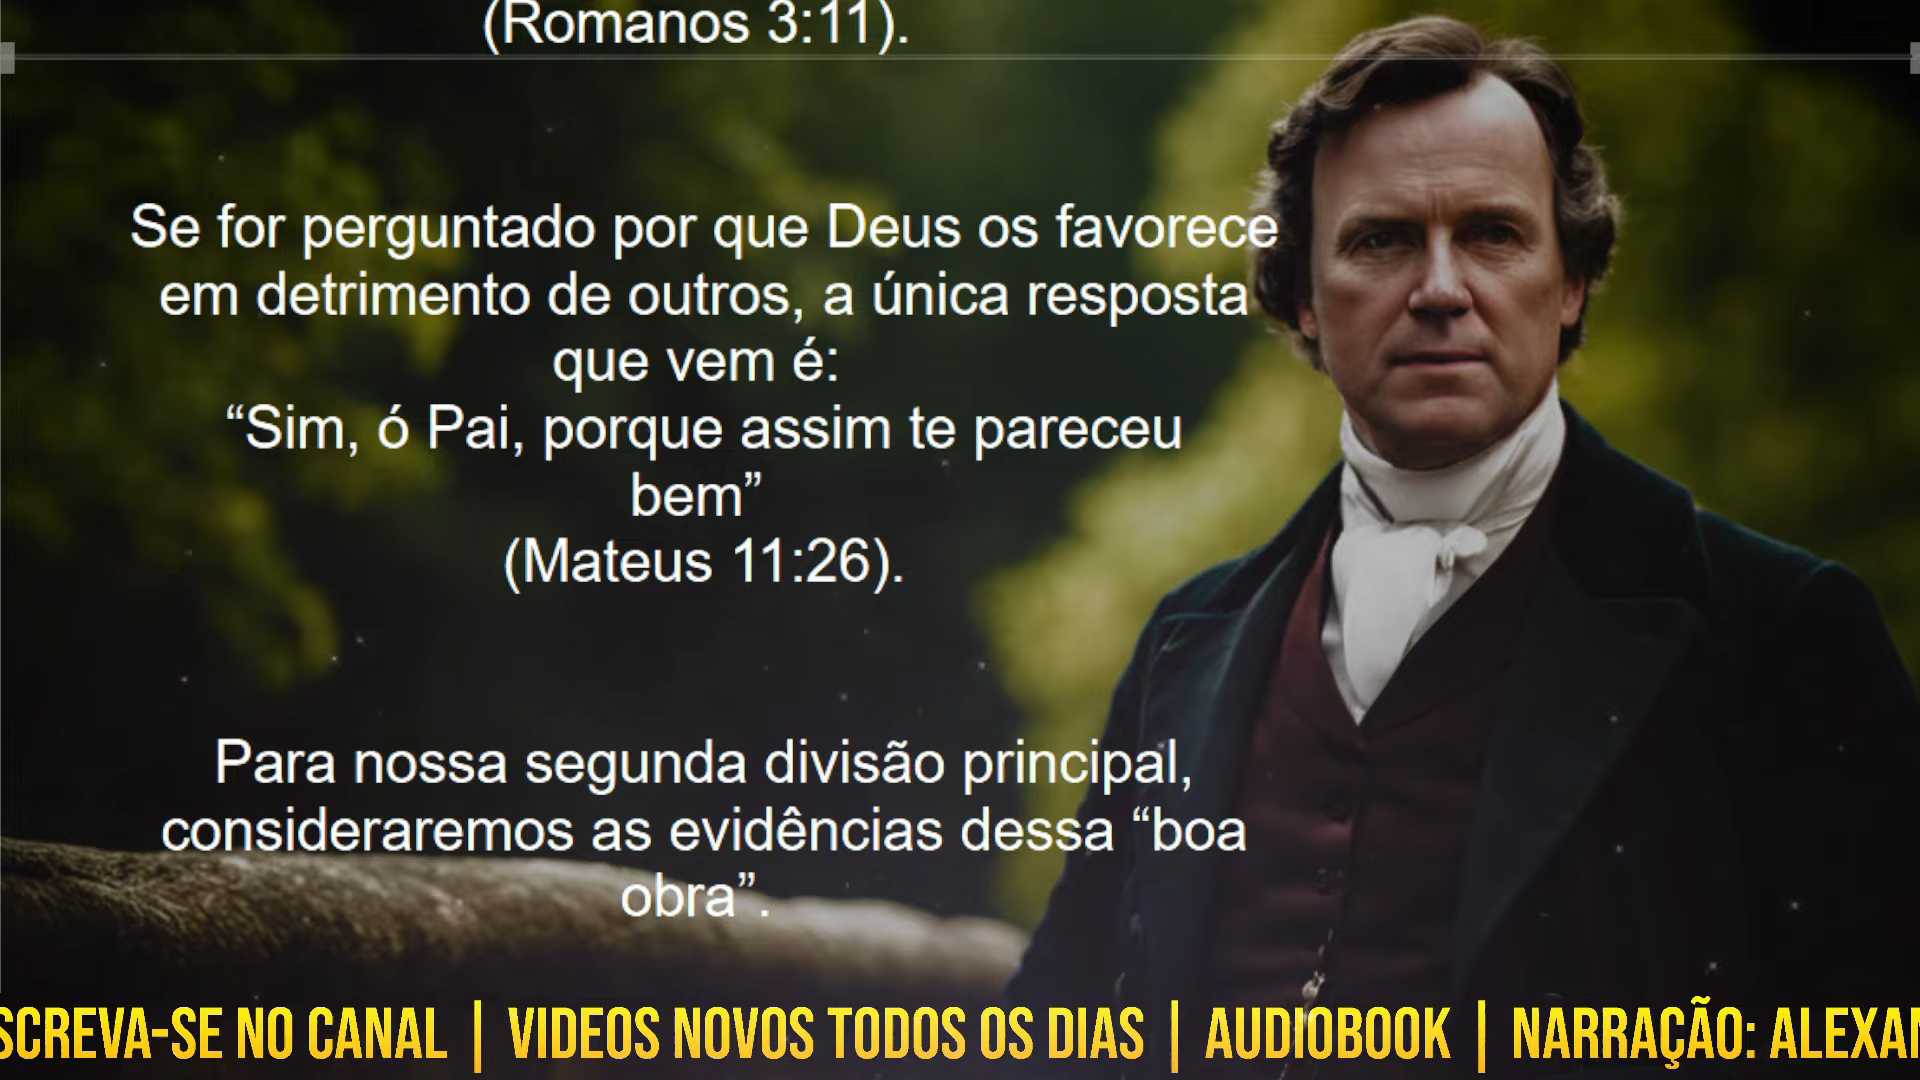 (Romanos 3:11).
Se for perguntado por que Deus os favorece
em detrimento de outros, a única resposta
que vem é:
“Sim, ó Pai, porque assim te pareceu
bem”
(Mateus 11:26).
Para nossa segunda divisão principal,
consideraremos as evidências dessa “boa
obra”.
SCREVA-SE NO CANAL | VIDEOS NOVOS TODOS OS DIAS | AUDIOBOOK | NARRAÇÃO: ALEXAN